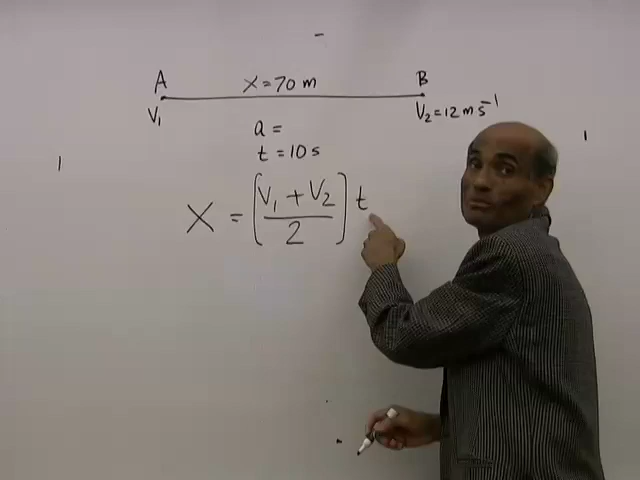 A X = 70 m B
V₁ V₂ = 12 m s⁻¹
a =
t = 10 s
X = (V₁ + V₂ / 2) t